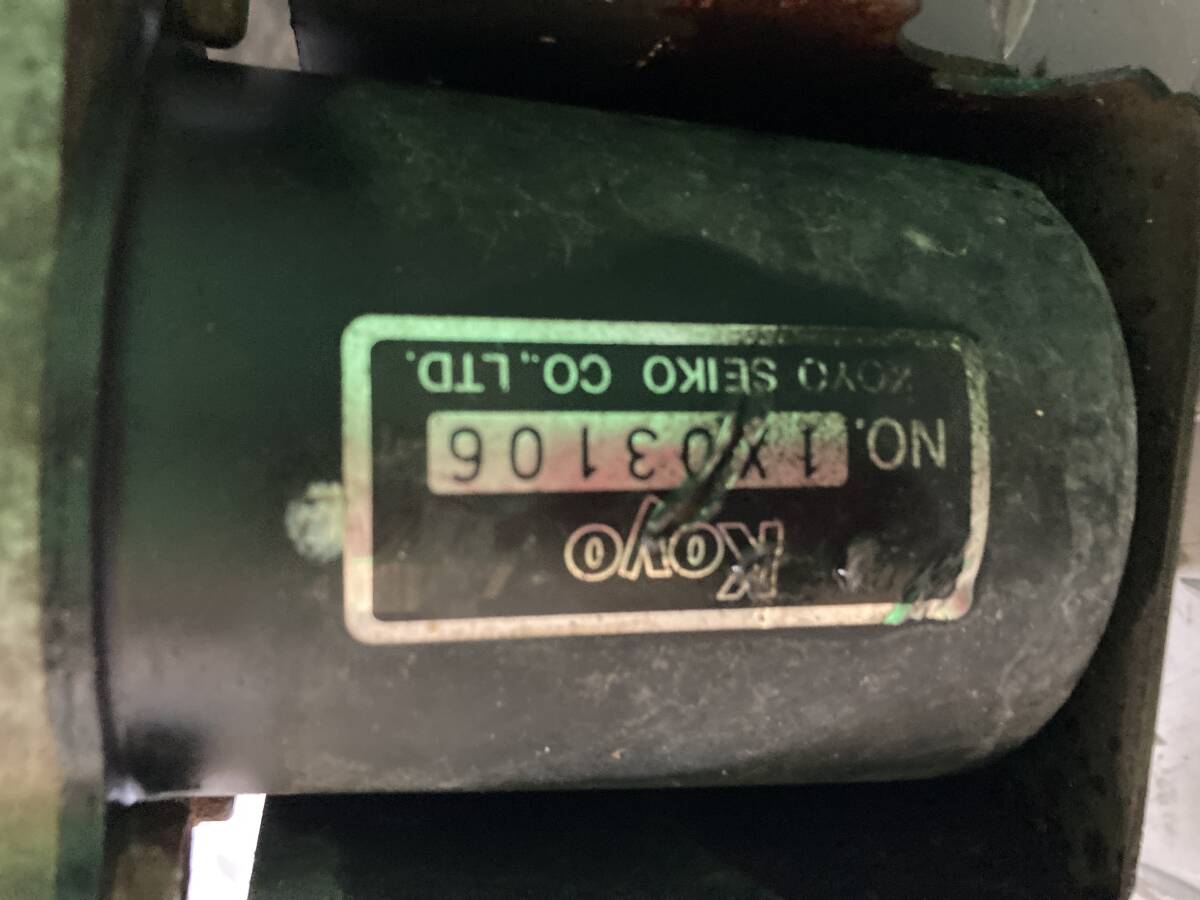 Koyo
NO. 1X03106
KOYO SEIKO CO., LTD.